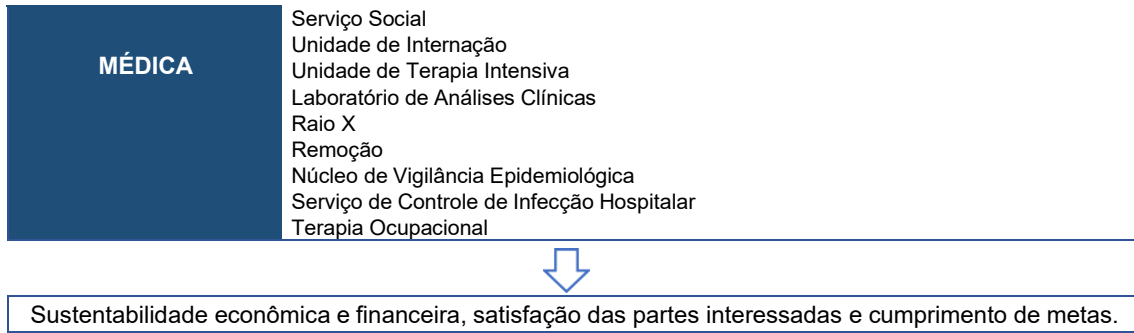 MÉDICA
Serviço Social
Unidade de Internação
Unidade de Terapia Intensiva
Laboratório de Análises Clínicas
Raio X
Remoção
Núcleo de Vigilância Epidemiológica
Serviço de Controle de Infecção Hospitalar
Terapia Ocupacional
Sustentabilidade econômica e financeira, satisfação das partes interessadas e cumprimento de metas.